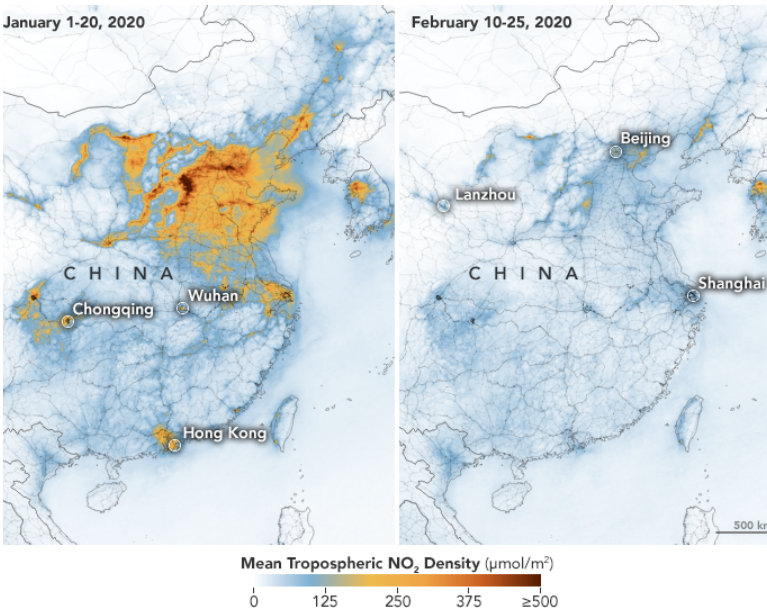 January 1-20, 2020
CHINA
Wuhan
Chongqing
Hong Kong
February 10-25, 2020
Beijing
Lanzhou
CHINA
Shanghai
500 k
Mean Tropospheric NO₂ Density (μmol/m²)
0 125 250 375 ≥500